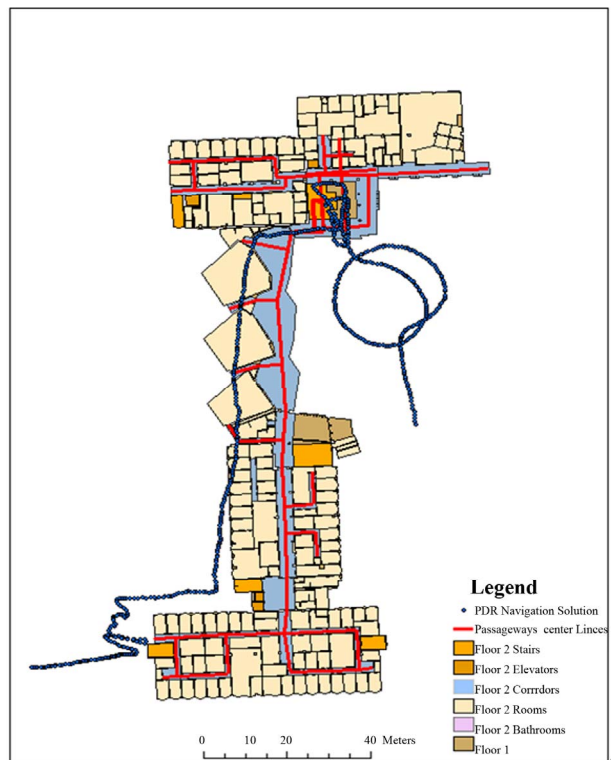 Legend
PDR Navigation Solution
Passageways center Linces
Floor 2 Stairs
Floor 2 Elevators
Floor 2 Corrrdors
Floor 2 Rooms
Floor 2 Bathrooms
Floor 1
0 10 20 40 Meters